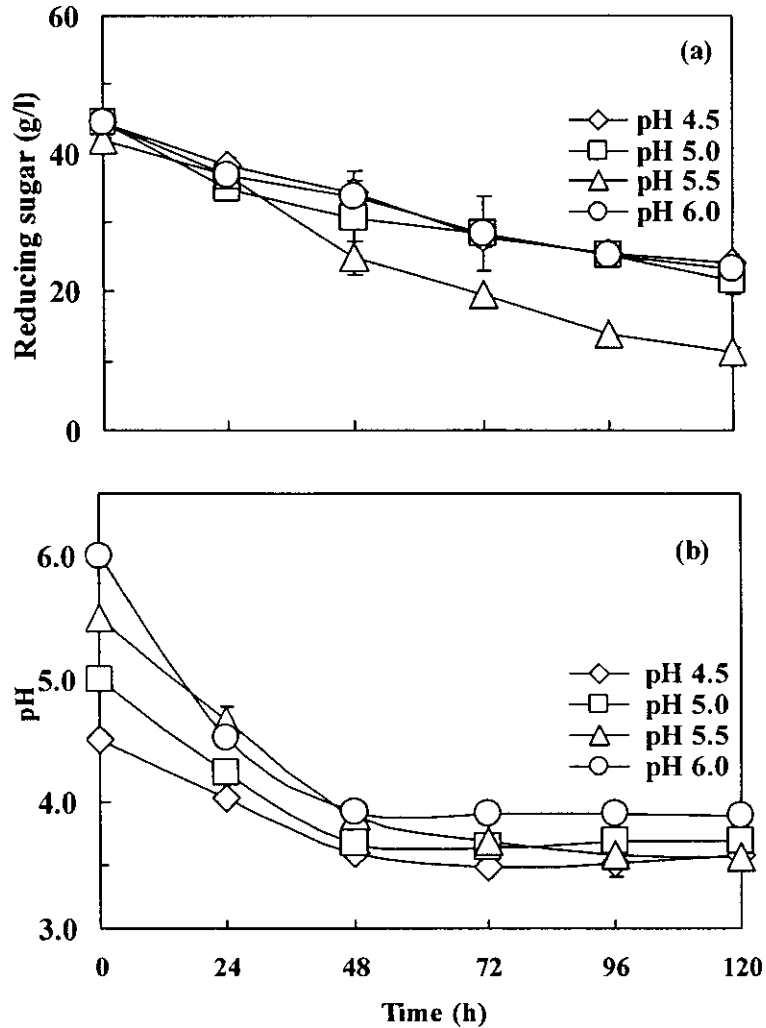 60
(a)
Reducing sugar (g/l)
pH 4.5
pH 5.0
40
pH 5.5
pH 6.0
20
0
(b)
6.0
pH 4.5
5.0
pH
pH 5.0
pH 5.5
pH 6.0
4.0
3.0
0 24 48 72 96 120
Time (h)